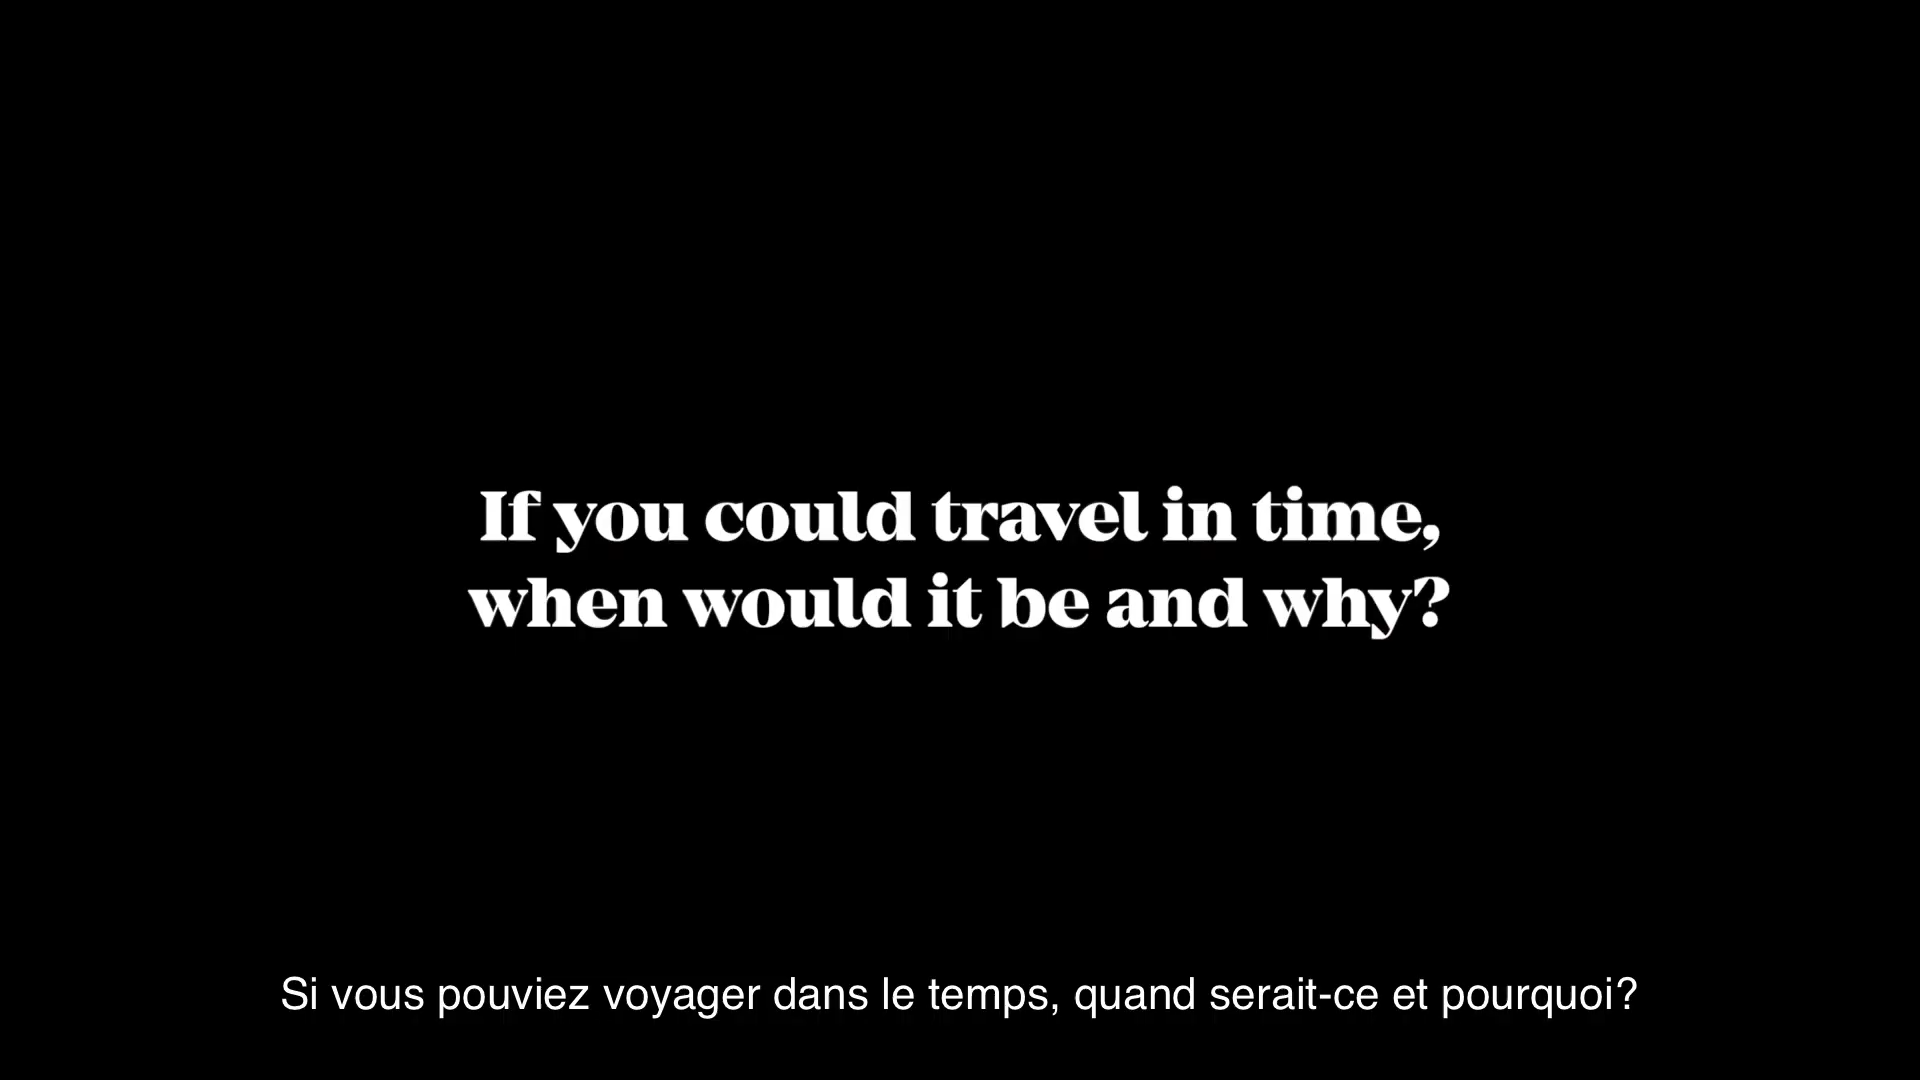 If you could travel in time,
when would it be and why?
Si vous pouviez voyager dans le temps, quand serait-ce et pourquoi?